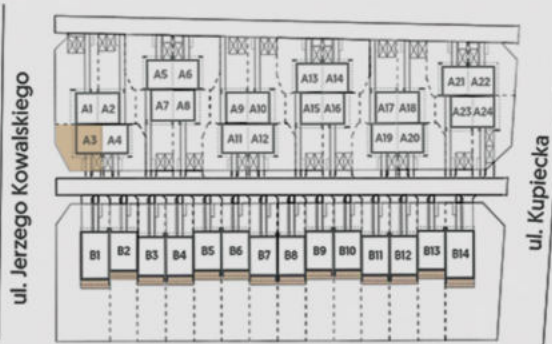 ul. Jerzego Kowalskiego
A5 A6
A13 A14
A21 A22
A1 A2
A7 A8
A9 A10
A15 A16
A17 A18
A23 A24
A3 A4
A11 A12
A19 A20
ul. Kupiecka
B1 B2 B3 B4 B5 B6 B7 B8 B9 B10 B11 B12 B13 B14